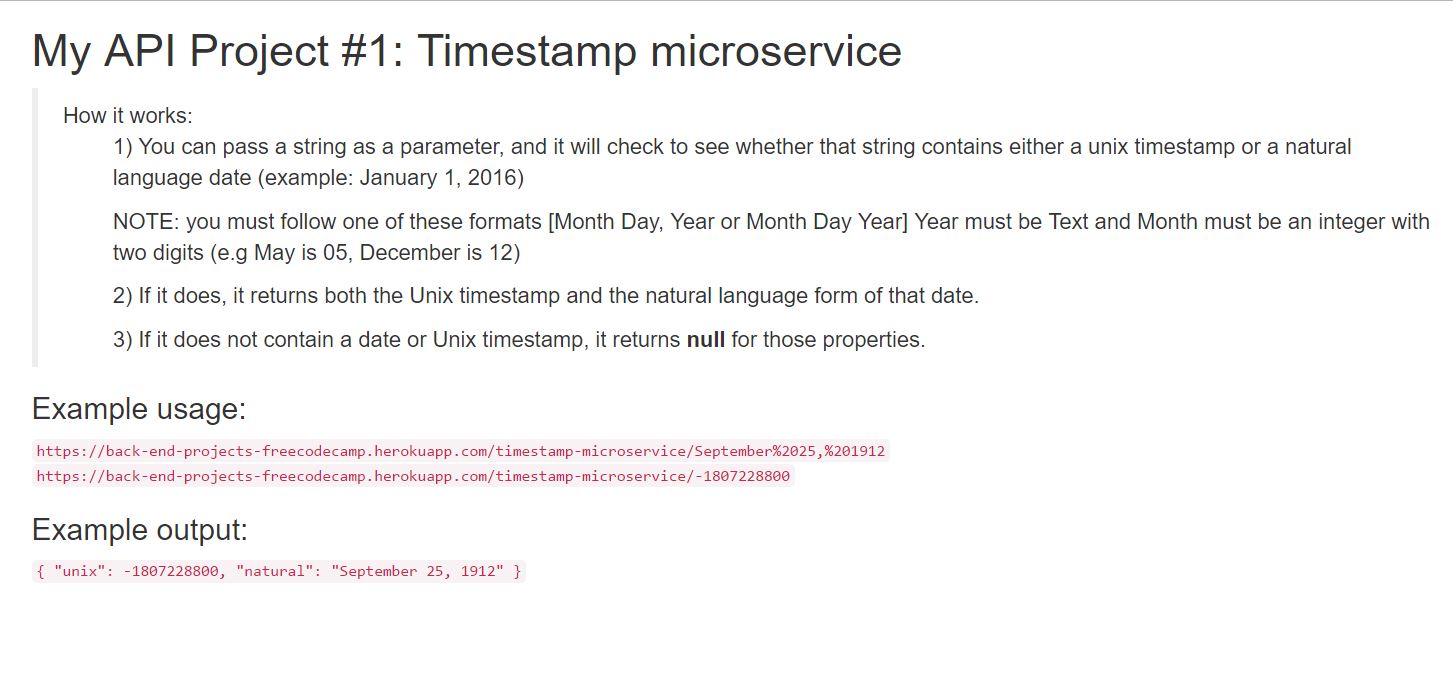 My API Project #1: Timestamp microservice
How it works:
1) You can pass a string as a parameter, and it will check to see whether that string contains either a unix timestamp or a natural
language date (example: January 1, 2016)
NOTE: you must follow one of these formats [Month Day, Year or Month Day Year] Year must be Text and Month must be an integer with
two digits (e.g May is 05, December is 12)
2) If it does, it returns both the Unix timestamp and the natural language form of that date.
3) If it does not contain a date or Unix timestamp, it returns null for those properties.
Example usage:
https://back-end-projects-freecodecamp.herokuapp.com/timestamp-microservice/September%2025,%201912
https://back-end-projects-freecodecamp.herokuapp.com/timestamp-microservice/-1807228800
Example output:
{ "unix": -1807228800, "natural": "September 25, 1912" }